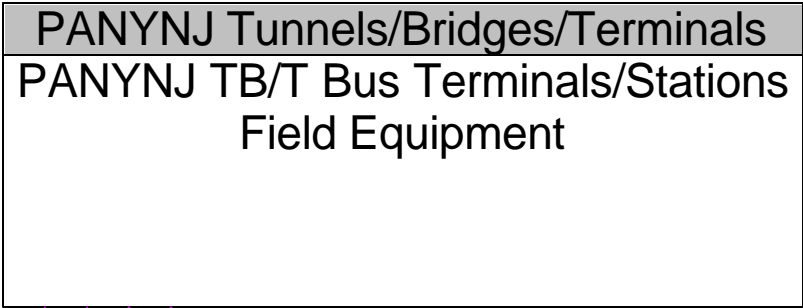 PANYNJ Tunnels/Bridges/Terminals
PANYNJ TB/T Bus Terminals/Stations
Field Equipment